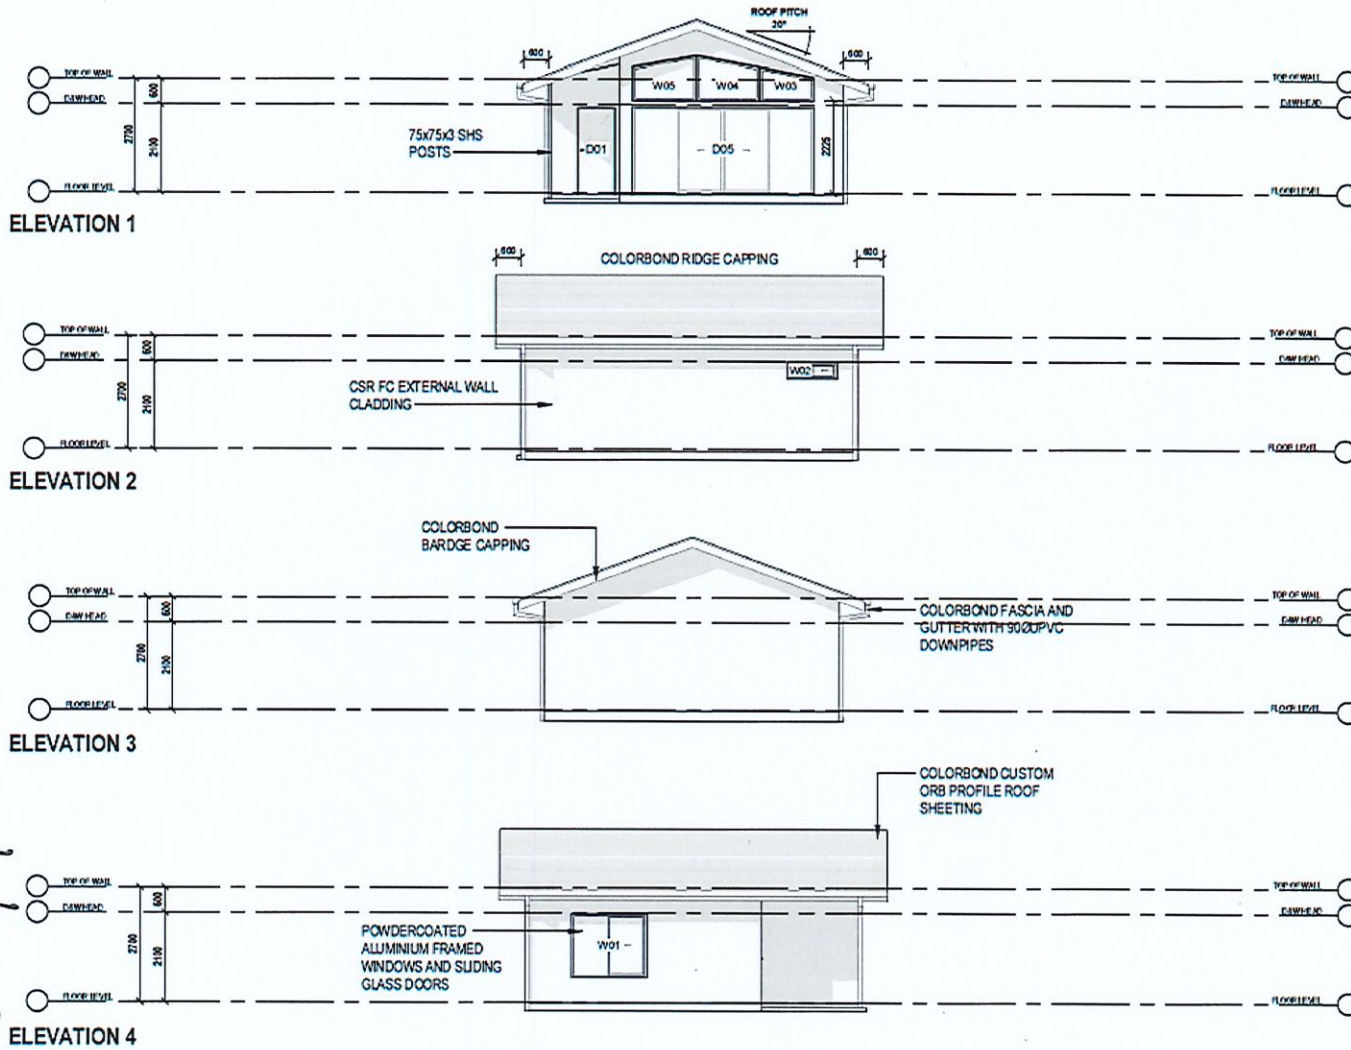 ROOF PITCH
20°
600
600
TOP OF WALL
D&W HEAD
FLOOR LEVEL
600
2700
2100
75x75x3 SHS
POSTS
W05
W04
W03
D01
D05
2225
TOP OF WALL
D&W HEAD
FLOOR LEVEL
ELEVATION 1
600
COLORBOND RIDGE CAPPING
600
TOP OF WALL
D&W HEAD
FLOOR LEVEL
600
2700
2100
CSR FC EXTERNAL WALL
CLADDING
W02
TOP OF WALL
D&W HEAD
FLOOR LEVEL
ELEVATION 2
COLORBOND
BARDGE CAPPING
TOP OF WALL
D&W HEAD
FLOOR LEVEL
600
2700
2100
COLORBOND FASCIA AND
GUTTER WITH 90ØUPVC
DOWNPIPES
TOP OF WALL
D&W HEAD
FLOOR LEVEL
ELEVATION 3
COLORBOND CUSTOM
ORB PROFILE ROOF
SHEETING
TOP OF WALL
D&W HEAD
FLOOR LEVEL
600
2700
2100
POWDERCOATED
ALUMINIUM FRAMED
WINDOWS AND SLIDING
GLASS DOORS
W01
TOP OF WALL
D&W HEAD
FLOOR LEVEL
ELEVATION 4